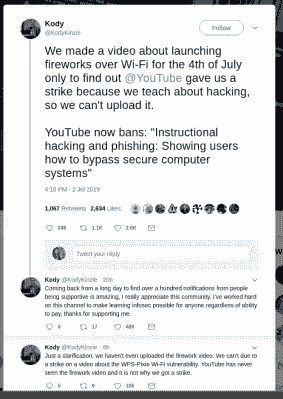 Kody
@KodyKinzie
Follow
We made a video about launching
fireworks over Wi-Fi for the 4th of July
only to find out @YouTube gave us a
strike because we teach about hacking,
so we can't upload it.
YouTube now bans: "Instructional
hacking and phishing: Showing users
how to bypass secure computer
systems"
4:18 PM - 2 Jul 2019
1,067 Retweets 2,634 Likes
246 1.1K 2.6K
Tweet your reply
Kody @KodyKinzie · 20h
Coming back from a long day to find over a hundred notifications from people
being supportive is amazing, I really appreciate this community. I've worked hard
on this channel to make learning infosec possible for anyone regardless of ability
to pay, thanks for supporting me.
6 17 480
Kody @KodyKinzie · 8h
Just a clarification, we haven't even uploaded the firework video. We can't due to
a strike on a video about the WPS-Pixie Wi-Fi vulnerability. YouTube has never
seen the firework video and it is not why we got a strike.
5 9 106